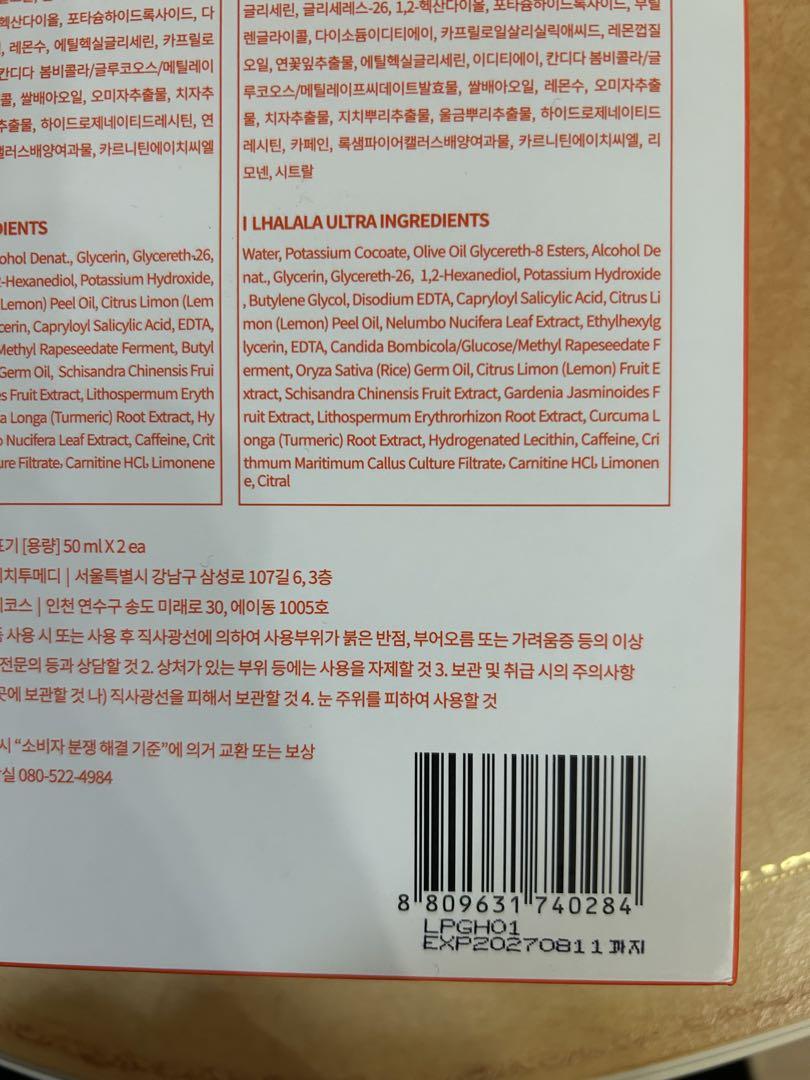 헥산다이올, 포타슘하이드록사이드, 다
, 레몬수, 에틸헥실글리세린, 카프릴로
칸디다 봄비콜라/글루코오스/메틸레이
콜, 쌀배아오일, 오미자추출물, 치자추
추출물, 하이드로제네이티드레시틴, 연
캘러스배양여과물, 카르니틴에이치씨엘
글리세린, 글리세레스-26, 1,2-헥산다이올, 포타슘하이드록사이드, 부틸
렌글라이콜, 다이소듐이디티에이, 카프릴로일살리실릭애씨드, 레몬껍질
오일, 연꽃잎추출물, 에틸헥실글리세린, 이디티에이, 칸디다 봄비콜라/글
루코오스/메틸레이프씨데이트발효물, 쌀배아오일, 레몬수, 오미자추출
물, 치자추출물, 지치뿌리추출물, 울금뿌리추출물, 하이드로제네이티드
레시틴, 카페인, 록샘파이어캘러스배양여과물, 카르니틴에이치씨엘, 리
모넨, 시트랄
DIENTS
ohol Denat., Glycerin, Glycereth-26,
2-Hexanediol, Potassium Hydroxide,
(Lemon) Peel Oil, Citrus Limon (Lem
cerin, Capryloyl Salicylic Acid, EDTA,
Methyl Rapeseedate Ferment, Butyl
Germ Oil, Schisandra Chinensis Frui
es Fruit Extract, Lithospermum Eryth
a Longa (Turmeric) Root Extract, Hy
o Nucifera Leaf Extract, Caffeine, Crit
ure Filtrate, Carnitine HCl, Limonene
I LHALALA ULTRA INGREDIENTS
Water, Potassium Cocoate, Olive Oil Glycereth-8 Esters, Alcohol De
nat., Glycerin, Glycereth-26, 1,2-Hexanediol, Potassium Hydroxide
, Butylene Glycol, Disodium EDTA, Capryloyl Salicylic Acid, Citrus Li
mon (Lemon) Peel Oil, Nelumbo Nucifera Leaf Extract, Ethylhexylg
lycerin, EDTA, Candida Bombicola/Glucose/Methyl Rapeseedate F
erment, Oryza Sativa (Rice) Germ Oil, Citrus Limon (Lemon) Fruit E
xtract, Schisandra Chinensis Fruit Extract, Gardenia Jasminoides F
ruit Extract, Lithospermum Erythrorhizon Root Extract, Curcuma L
onga (Turmeric) Root Extract, Hydrogenated Lecithin, Caffeine, Cri
thmum Maritimum Callus Culture Filtrate, Carnitine HCl, Limonen
e, Citral
표기 [용량] 50 ml X 2 ea
치투메디 | 서울특별시 강남구 삼성로 107길 6, 3층
코스 | 인천 연수구 송도 미래로 30, 에이동 1005호
사용 시 또는 사용 후 직사광선에 의하여 사용부위가 붉은 반점, 부어오름 또는 가려움증 등의 이상
전문의 등과 상담할 것 2. 상처가 있는 부위 등에는 사용을 자제할 것 3. 보관 및 취급 시의 주의사항
곳에 보관할 것 나) 직사광선을 피해서 보관할 것 4. 눈 주위를 피하여 사용할 것
시 “소비자 분쟁 해결 기준”에 의거 교환 또는 보상
실 080-522-4984
8 809631 740284
LPGH01
EXP20270811까지